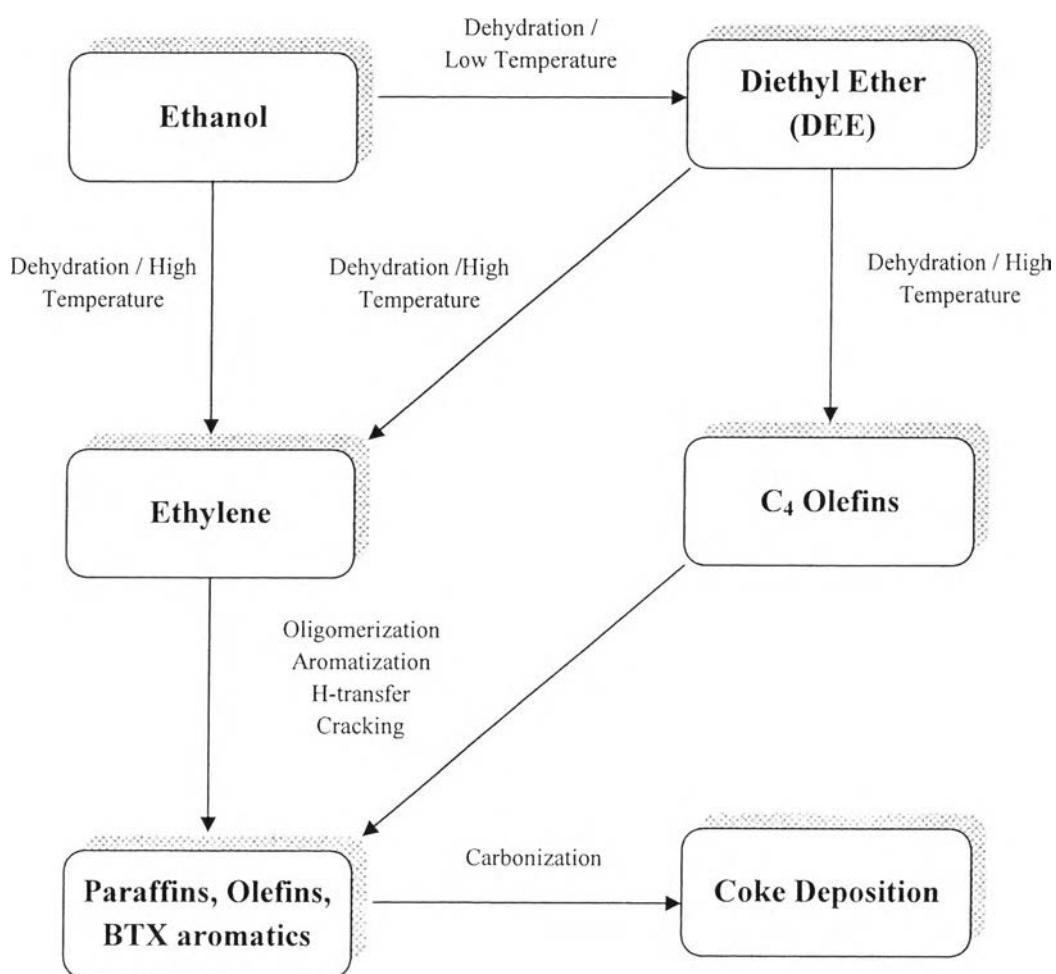 Dehydration /
Low Temperature
Ethanol
Diethyl Ether
(DEE)
Dehydration / High
Temperature
Dehydration /High
Temperature
Dehydration / High
Temperature
Ethylene
C₄ Olefins
Oligomerization
Aromatization
H-transfer
Cracking
Paraffins, Olefins,
BTX aromatics
Carbonization
Coke Deposition